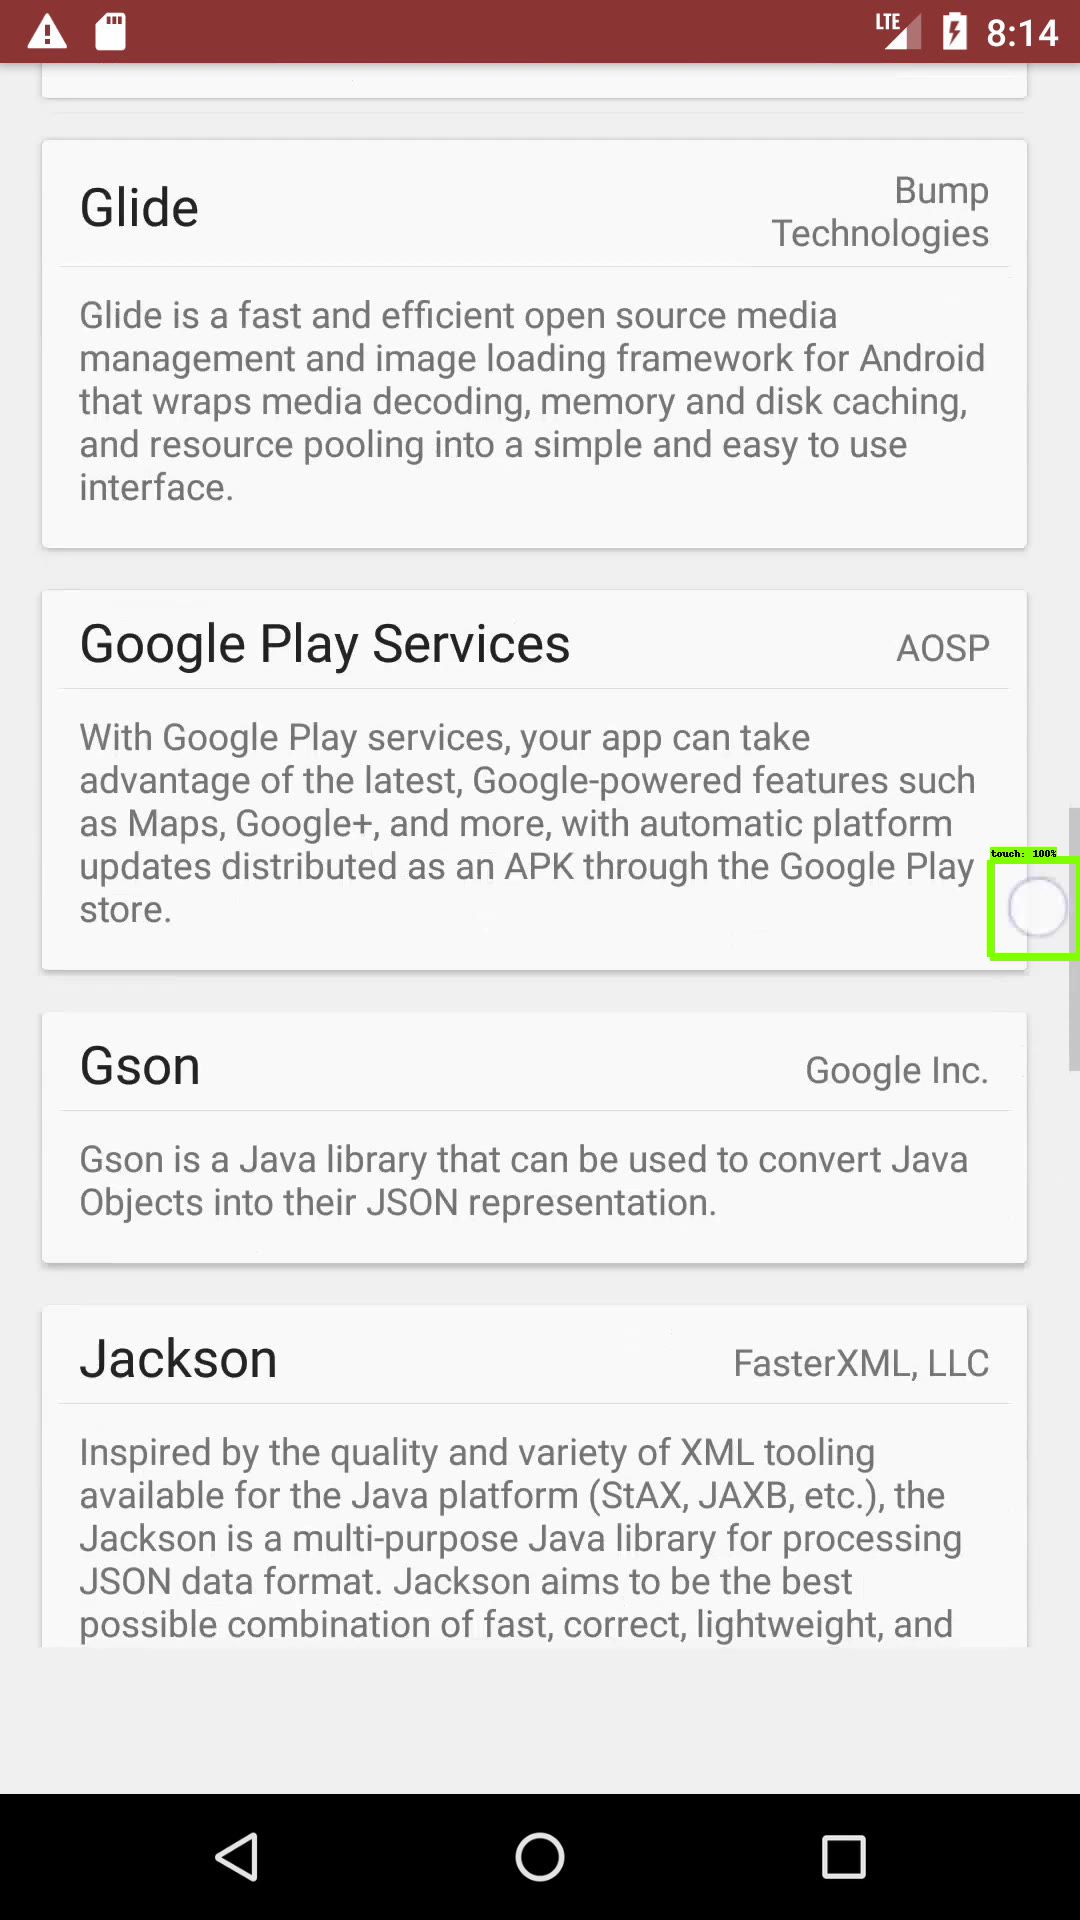 LTE 8:14
Glide
Bump
Technologies
Glide is a fast and efficient open source media
management and image loading framework for Android
that wraps media decoding, memory and disk caching,
and resource pooling into a simple and easy to use
interface.
Google Play Services
AOSP
With Google Play services, your app can take
advantage of the latest, Google-powered features such
as Maps, Google+, and more, with automatic platform
updates distributed as an APK through the Google Play
store.
touch: 100%
Gson
Google Inc.
Gson is a Java library that can be used to convert Java
Objects into their JSON representation.
Jackson
FasterXML, LLC
Inspired by the quality and variety of XML tooling
available for the Java platform (StAX, JAXB, etc.), the
Jackson is a multi-purpose Java library for processing
JSON data format. Jackson aims to be the best
possible combination of fast, correct, lightweight, and